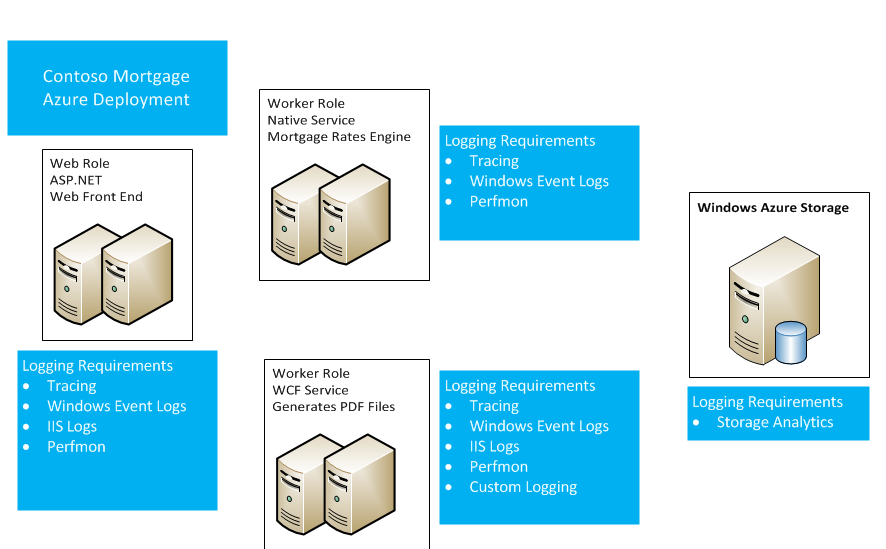 Contoso Mortgage
Azure Deployment
Web Role
ASP.NET
Web Front End
Logging Requirements
• Tracing
• Windows Event Logs
• IIS Logs
• Perfmon
Worker Role
Native Service
Mortgage Rates Engine
Logging Requirements
• Tracing
• Windows Event Logs
• Perfmon
Worker Role
WCF Service
Generates PDF Files
Logging Requirements
• Tracing
• Windows Event Logs
• IIS Logs
• Perfmon
• Custom Logging
Windows Azure Storage
Logging Requirements
• Storage Analytics